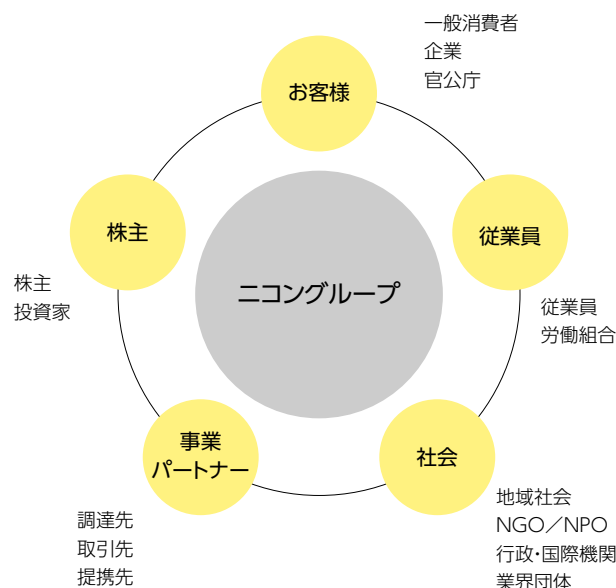 一般消費者
企業
官公庁
お客様
株主
従業員
ニコングループ
株主
投資家
従業員
労働組合
事業
パートナー
社会
調達先
取引先
提携先
地域社会
NGO／NPO
行政・国際機関
業界団体